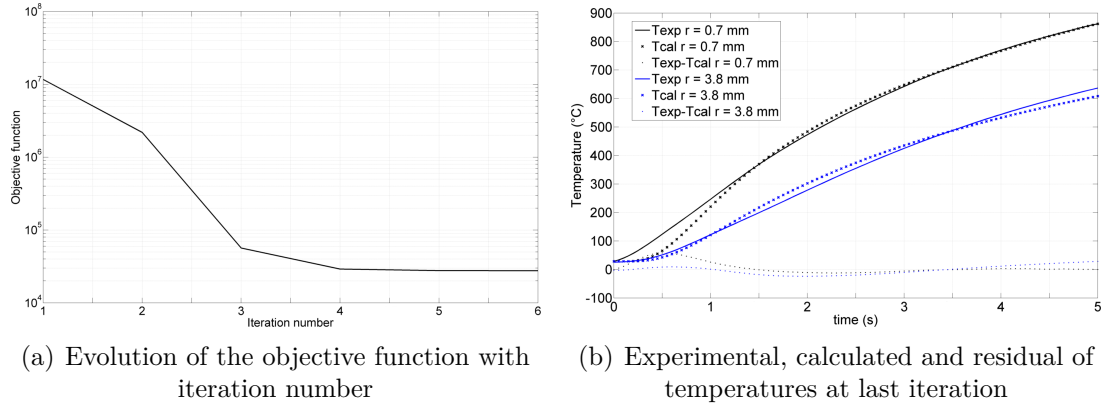 10^8
10^7
10^6
10^5
10^4
Objective function
1 2 3 4 5 6
Iteration number
(a) Evolution of the objective function with
iteration number
900
800
700
600
500
400
300
200
100
0
-100
Temperature (°C)
Texp r = 0.7 mm
Tcal r = 0.7 mm
Texp-Tcal r = 0.7 mm
Texp r = 3.8 mm
Tcal r = 3.8 mm
Texp-Tcal r = 3.8 mm
0 1 2 3 4 5
time (s)
(b) Experimental, calculated and residual of
temperatures at last iteration